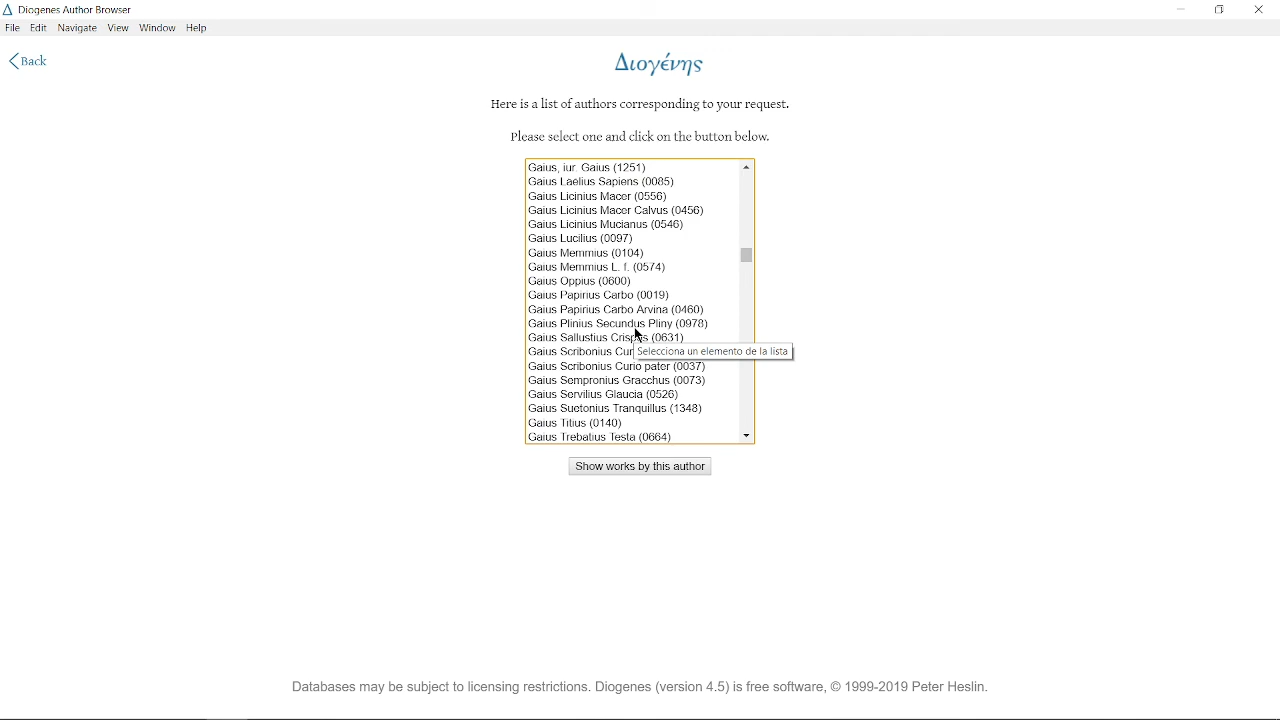 Diogenes Author Browser
File Edit Navigate View Window Help
Back
Διογένης
Here is a list of authors corresponding to your request.
Please select one and click on the button below.
Gaius, iur. Gaius (1251)
Gaius Laelius Sapiens (0085)
Gaius Licinius Macer (0556)
Gaius Licinius Macer Calvus (0456)
Gaius Licinius Mucianus (0546)
Gaius Lucilius (0097)
Gaius Memmius (0104)
Gaius Memmius L. f. (0574)
Gaius Oppius (0600)
Gaius Papirius Carbo (0019)
Gaius Papirius Carbo Arvina (0460)
Gaius Plinius Secundus Pliny (0978)
Gaius Sallustius Crispus (0631)
Gaius Scribonius Cur
Selecciona un elemento de la lista
Gaius Scribonius Curio pater (0037)
Gaius Sempronius Gracchus (0073)
Gaius Servilius Glaucia (0526)
Gaius Suetonius Tranquillus (1348)
Gaius Titius (0140)
Gaius Trebatius Testa (0664)
Show works by this author
Databases may be subject to licensing restrictions. Diogenes (version 4.5) is free software, © 1999-2019 Peter Heslin.